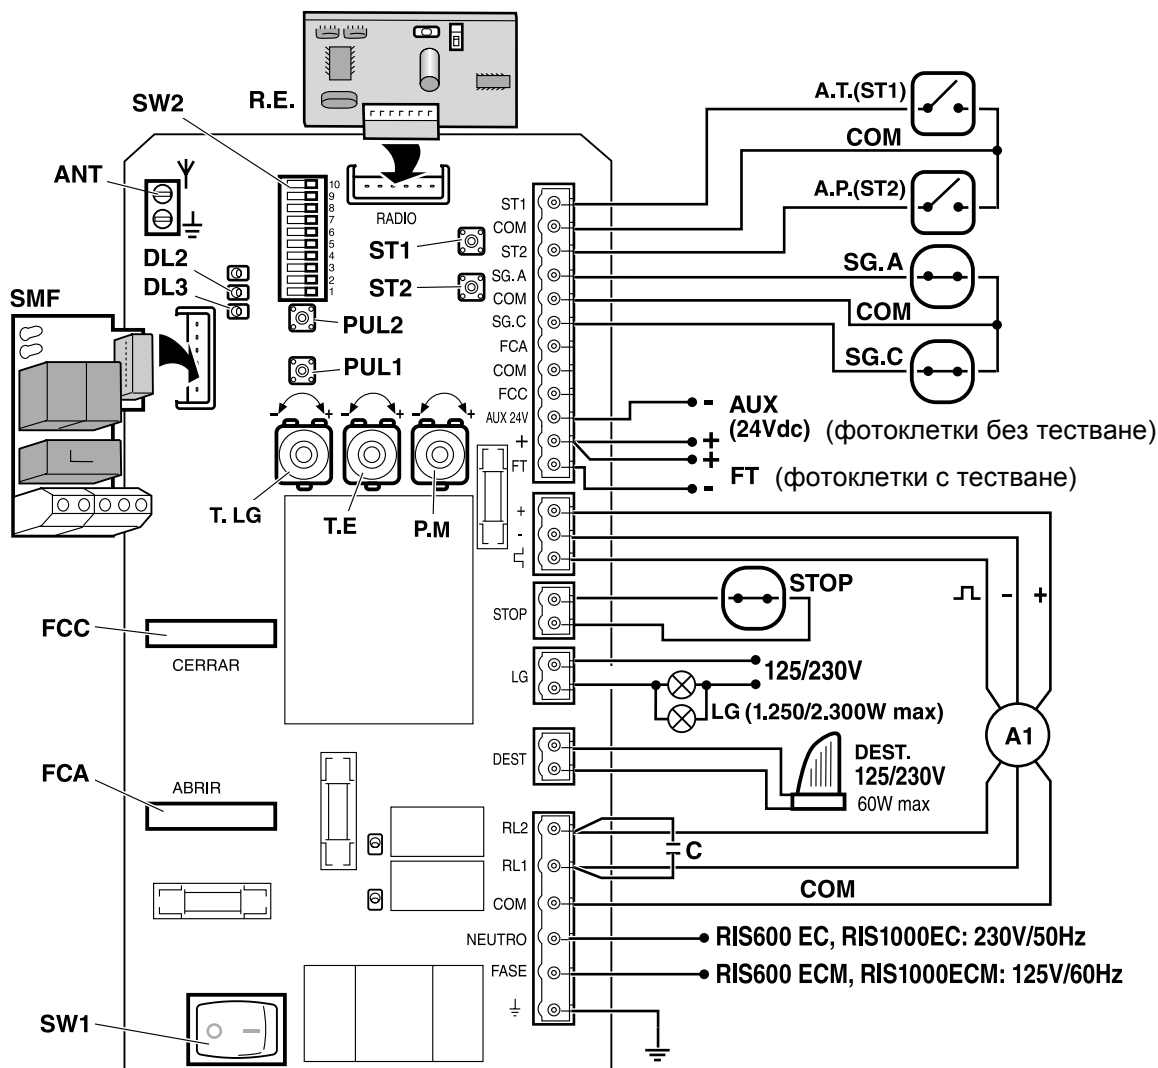 R.E.
SW2
ANT
10
9
8
7
6
5
4
3
2
1
RADIO
ST1
ST2
DL2
DL3
SMF
PUL2
PUL1
- +
- +
- +
T. LG
T.E
P.M
FCC
CERRAR
FCA
ABRIR
SW1
ST1
COM
ST2
SG. A
COM
SG.C
FCA
COM
FCC
AUX 24V
+
FT
+
-
STOP
LG
DEST
RL2
RL1
COM
NEUTRO
FASE
A.T.(ST1)
COM
A.P.(ST2)
SG.A
COM
SG.C
- AUX
+ (24Vdc) (фотоклетки без тестване)
+
- FT (фотоклетки с тестване)
STOP
- +
125/230V
LG (1.250/2.300W max)
A1
DEST.
125/230V
60W max
C
COM
RIS600 EC, RIS1000EC: 230V/50Hz
RIS600 ECM, RIS1000ECM: 125V/60Hz